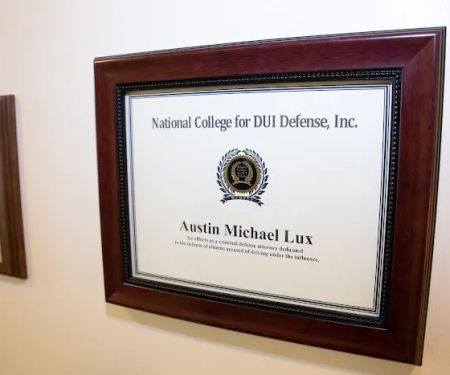 National College for DUI Defense, Inc.
Austin Michael Lux
for efforts as a criminal defense attorney dedicated
to the defense of citizens accused of driving under the influence.